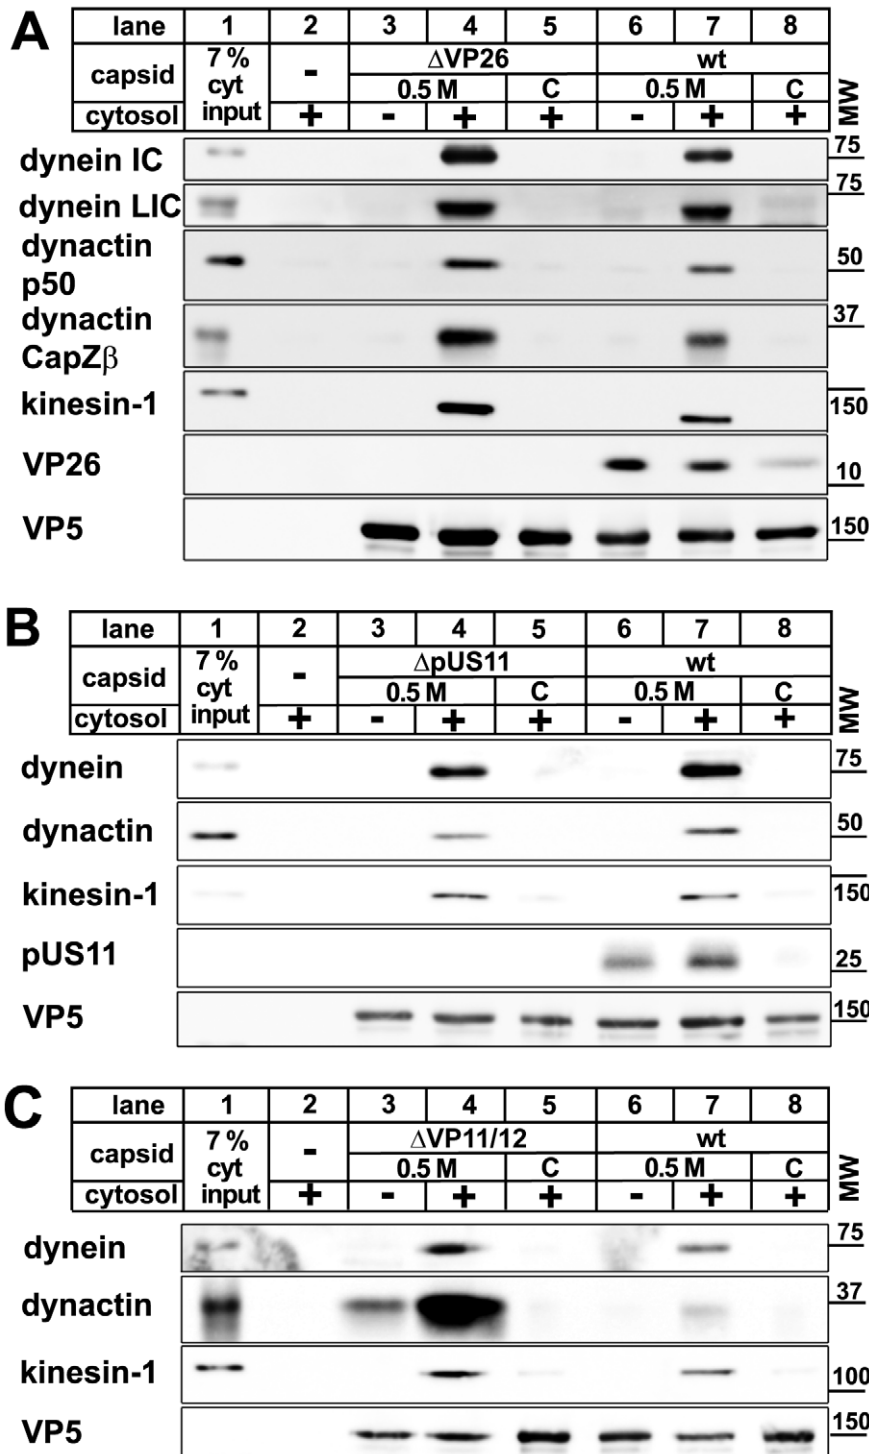 A
lane 1 2 3 4 5 6 7 8
capsid 7 % cyt input - ΔVP26 wt
0.5 M C 0.5 M C
cytosol + - + + - + + MW
dynein IC 75
dynein LIC 75
dynactin p50 50
dynactin CapZβ 37
kinesin-1 150
VP26 10
VP5 150
B
lane 1 2 3 4 5 6 7 8
capsid 7 % cyt input - ΔpUS11 wt
0.5 M C 0.5 M C
cytosol + - + + - + + MW
dynein 75
dynactin 50
kinesin-1 150
pUS11 25
VP5 150
C
lane 1 2 3 4 5 6 7 8
capsid 7 % cyt input - ΔVP11/12 wt
0.5 M C 0.5 M C
cytosol + - + + - + + MW
dynein 75
dynactin 37
kinesin-1 100
VP5 150